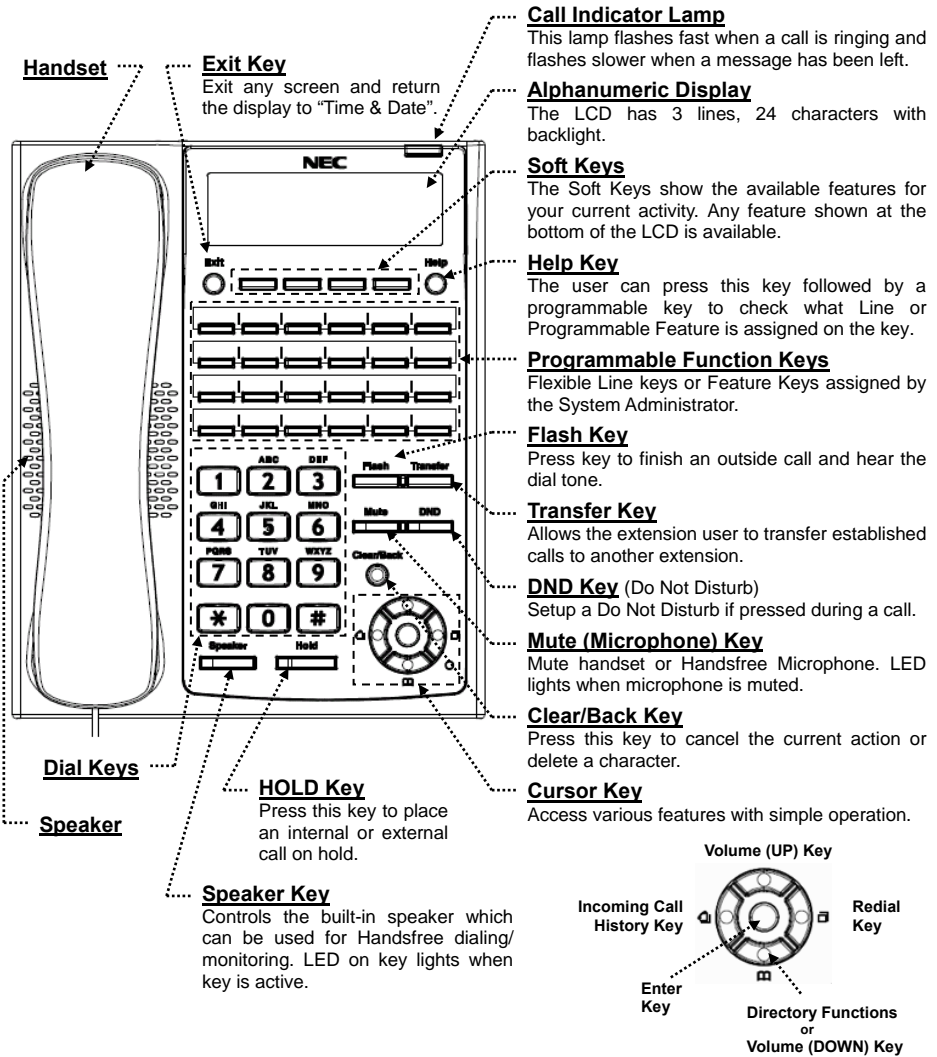 Call Indicator Lamp
This lamp flashes fast when a call is ringing and
flashes slower when a message has been left.
Handset
Exit Key
Exit any screen and return
the display to “Time & Date”.
Alphanumeric Display
The LCD has 3 lines, 24 characters with
backlight.
Soft Keys
The Soft Keys show the available features for
your current activity. Any feature shown at the
bottom of the LCD is available.
Help Key
The user can press this key followed by a
programmable key to check what Line or
Programmable Feature is assigned on the key.
Programmable Function Keys
Flexible Line keys or Feature Keys assigned by
the System Administrator.
Flash Key
Press key to finish an outside call and hear the
dial tone.
Transfer Key
Allows the extension user to transfer established
calls to another extension.
DND Key (Do Not Disturb)
Setup a Do Not Disturb if pressed during a call.
Mute (Microphone) Key
Mute handset or Handsfree Microphone. LED
lights when microphone is muted.
Clear/Back Key
Press this key to cancel the current action or
delete a character.
Cursor Key
Access various features with simple operation.
NEC
Exit
Help
ABC DEF
1 2 3
Flash Transfer
GHI JKL MNO
4 5 6
Mute DND
PQRS TUV WXYZ
7 8 9
Clear/Back
* 0 #
Speaker Hold
Dial Keys
Speaker
HOLD Key
Press this key to place
an internal or external
call on hold.
Speaker Key
Controls the built-in speaker which
can be used for Handsfree dialing/
monitoring. LED on key lights when
key is active.
Volume (UP) Key
Incoming Call
History Key
Redial
Key
Enter
Key
Directory Functions
or
Volume (DOWN) Key